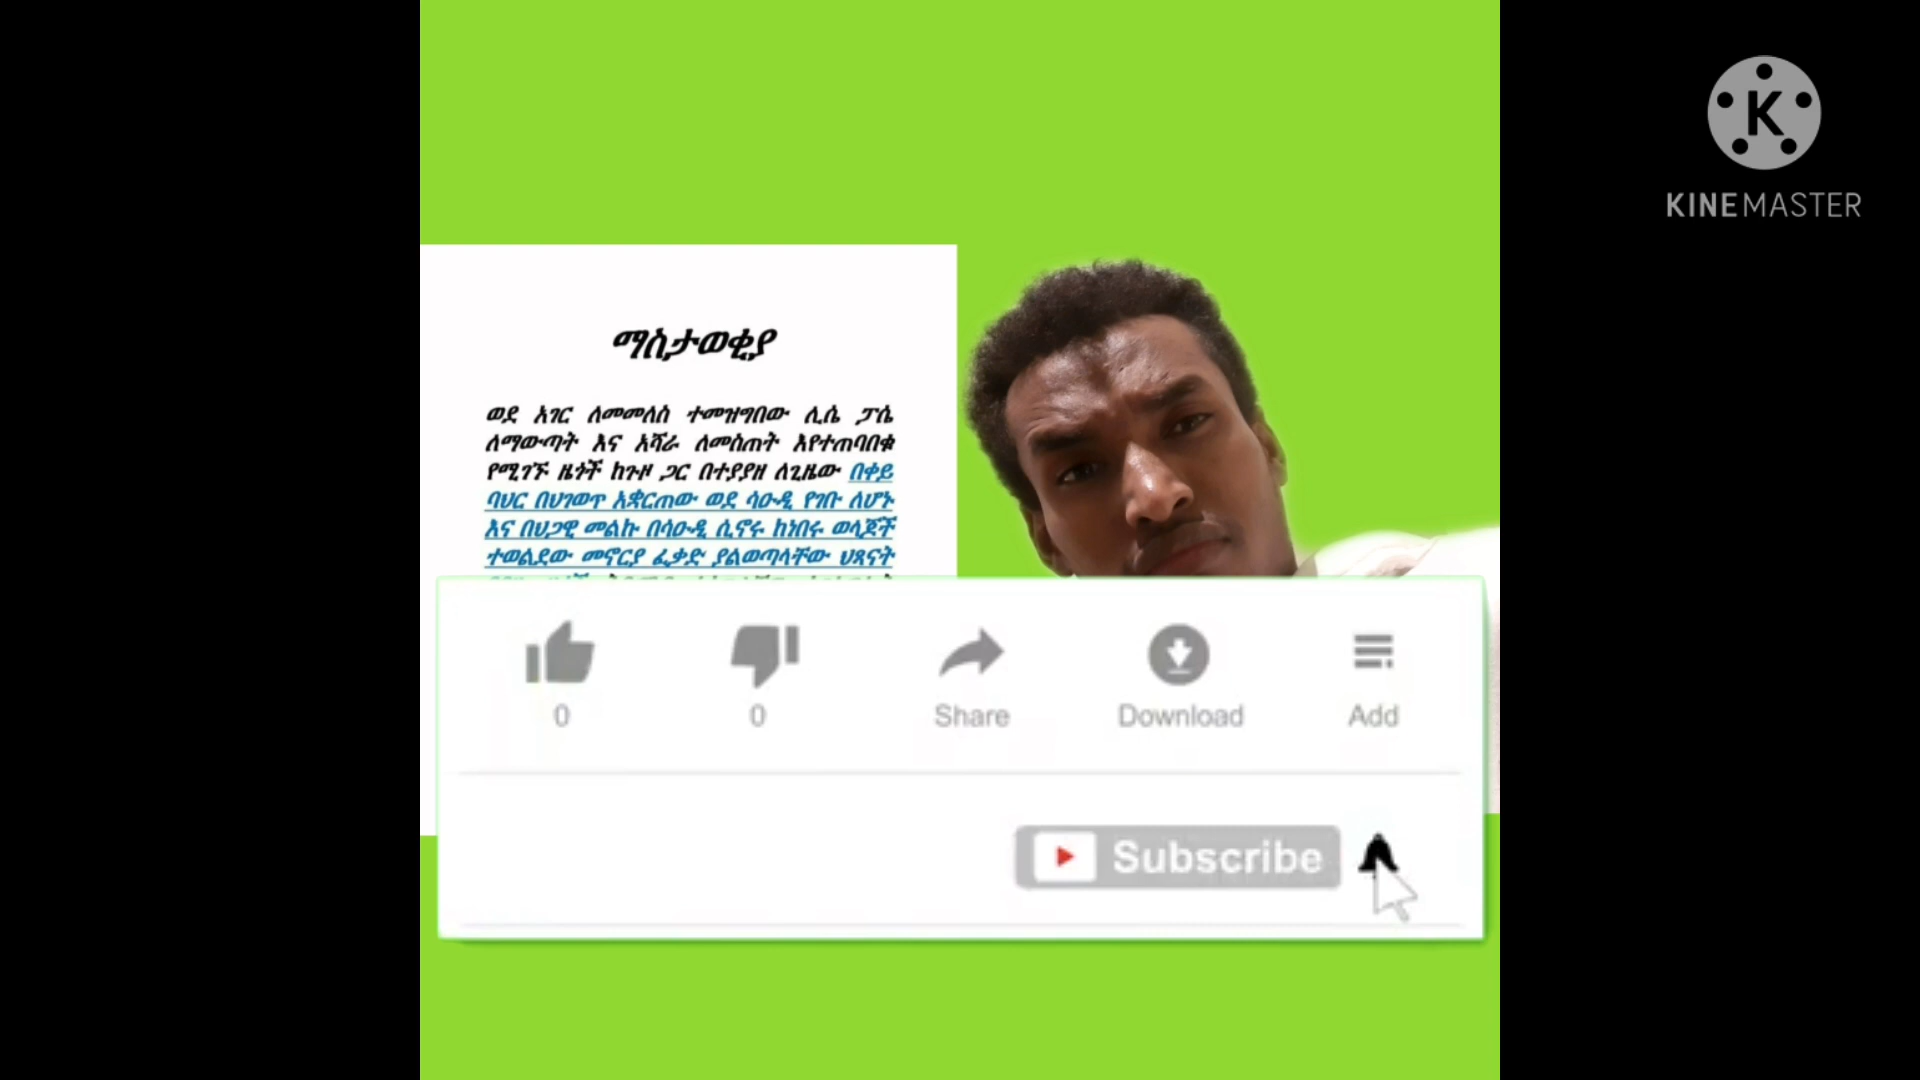 KINEMASTER
ማስታወቂያ
ወደ አገር ለመመለስ ተመዝግበው ሊሴ ፓሴ
ለማውጣት እና አሻራ ለመስጠት እየተጠባበቁ
የሚገኙ ዜጎች ከጉዞ ጋር በተያያዘ ለጊዜው በቀይ
ባህር በህገወጥ አቋርጠው ወደ ሳዑዲ የገቡ ለሆኑ
እና በህጋዊ መልኩ በሳዑዲ ሲኖሩ ከነበሩ ወላጆች
ተወልደው መኖርያ ፈቃድ ያልወጣላቸው ህጻናት
0 0 Share Download Add
Subscribe